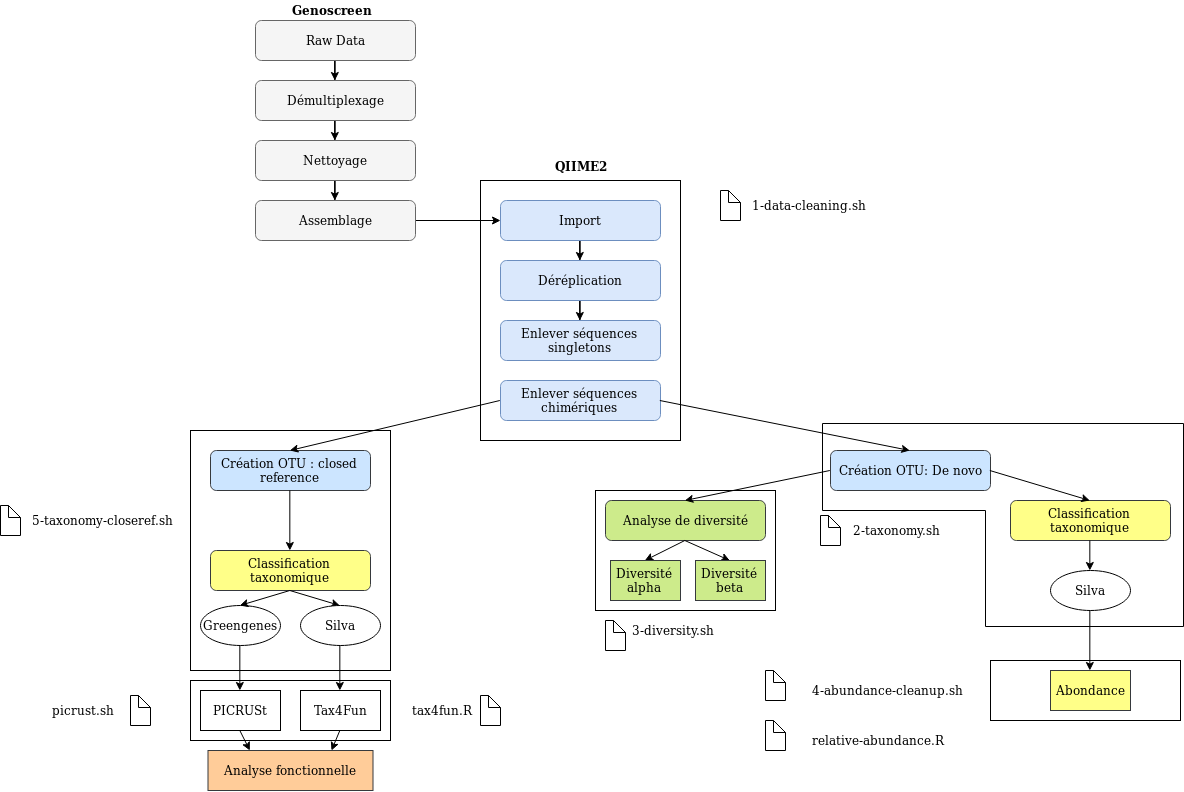 Genoscreen
Raw Data
Démultiplexage
Nettoyage
Assemblage
QIIME2
Import
Déréplication
Enlever séquences
singletons
Enlever séquences
chimériques
1-data-cleaning.sh
Création OTU : closed
reference
Classification
taxonomique
Greengenes
Silva
5-taxonomy-closeref.sh
PICRUSt
Tax4Fun
picrust.sh
tax4fun.R
Analyse fonctionnelle
Création OTU: De novo
Classification
taxonomique
Silva
2-taxonomy.sh
Analyse de diversité
Diversité
alpha
Diversité
beta
3-diversity.sh
Abondance
4-abundance-cleanup.sh
relative-abundance.R